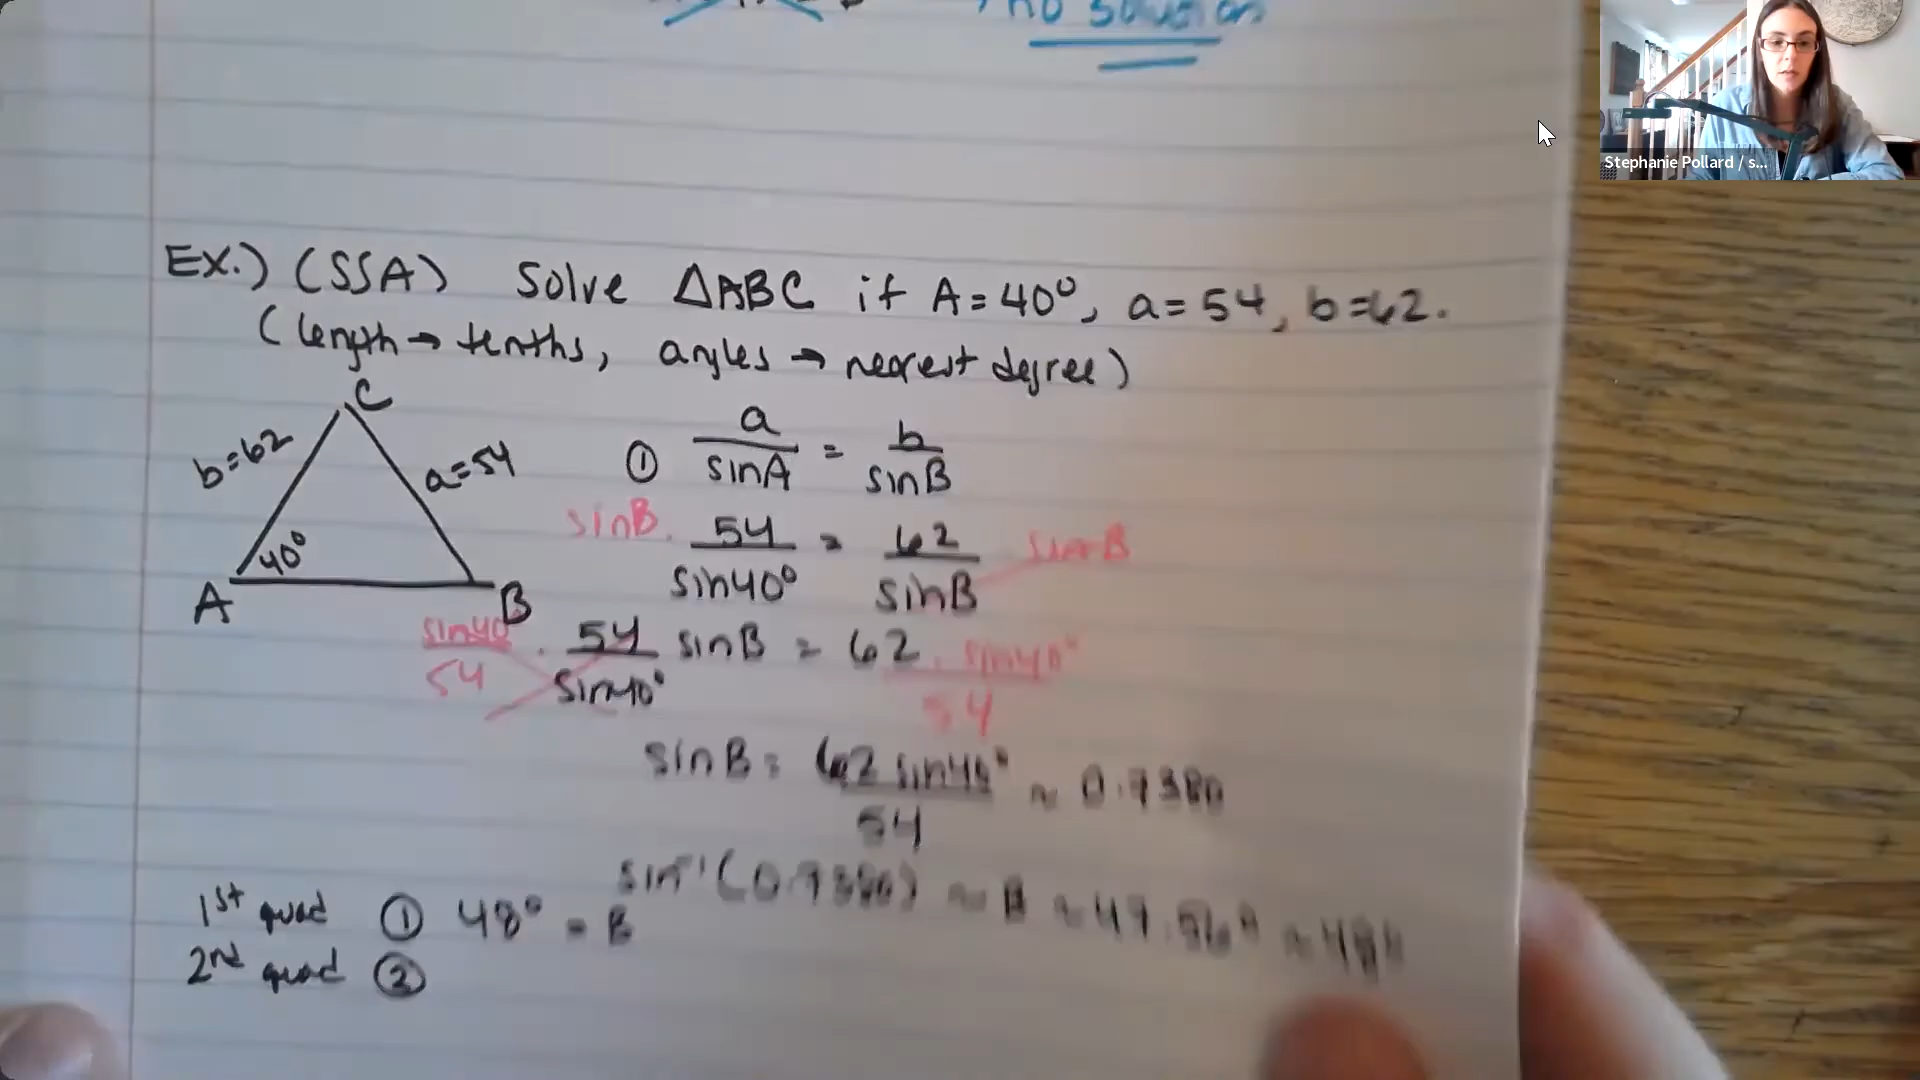 no solution
Stephanie Pollard / s...
EX.) (SSA) Solve △ABC if A = 40°, a = 54, b = 62.
(length → tenths, angles → nearest degree)
C
b = 62
a = 54
40°
A
B
① a/sinA = b/sinB
sinB · 54/sin40° = 62/sinB · sinB
sin40°/54 · 54/sin40° sinB = 62 · sin40°/54
sinB = 62 sin40°/54 ≈ 0.7380
sin⁻¹(0.7380) ≈ B ≈ 47.56° ≈ 48°
1st quad ① 48° = B
2nd quad ②